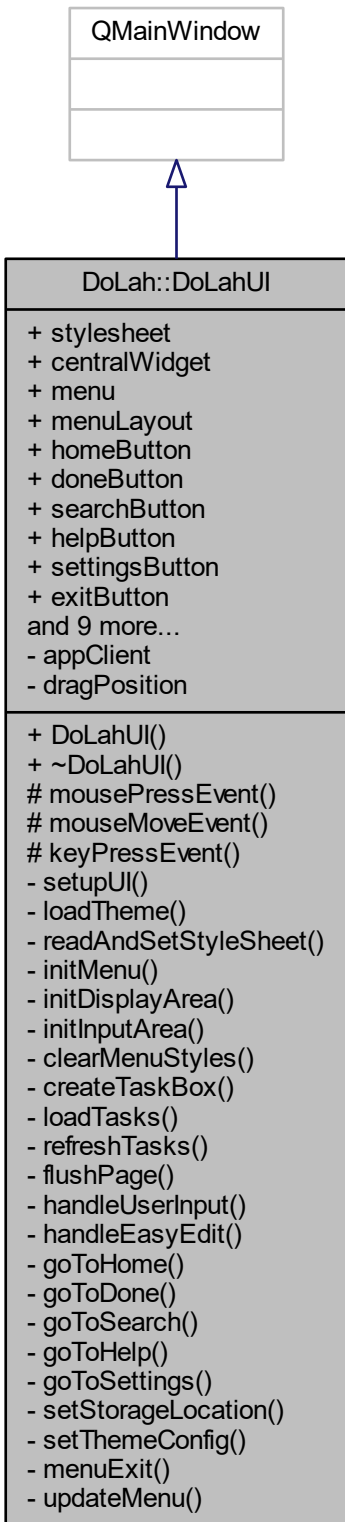 QMainWindow
DoLah::DoLahUI
+ stylesheet
+ centralWidget
+ menu
+ menuLayout
+ homeButton
+ doneButton
+ searchButton
+ helpButton
+ settingsButton
+ exitButton
and 9 more...
- appClient
- dragPosition
+ DoLahUI()
+ ~DoLahUI()
# mousePressEvent()
# mouseMoveEvent()
# keyPressEvent()
- setupUI()
- loadTheme()
- readAndSetStyleSheet()
- initMenu()
- initDisplayArea()
- initInputArea()
- clearMenuStyles()
- createTaskBox()
- loadTasks()
- refreshTasks()
- flushPage()
- handleUserInput()
- handleEasyEdit()
- goToHome()
- goToDone()
- goToSearch()
- goToHelp()
- goToSettings()
- setStorageLocation()
- setThemeConfig()
- menuExit()
- updateMenu()